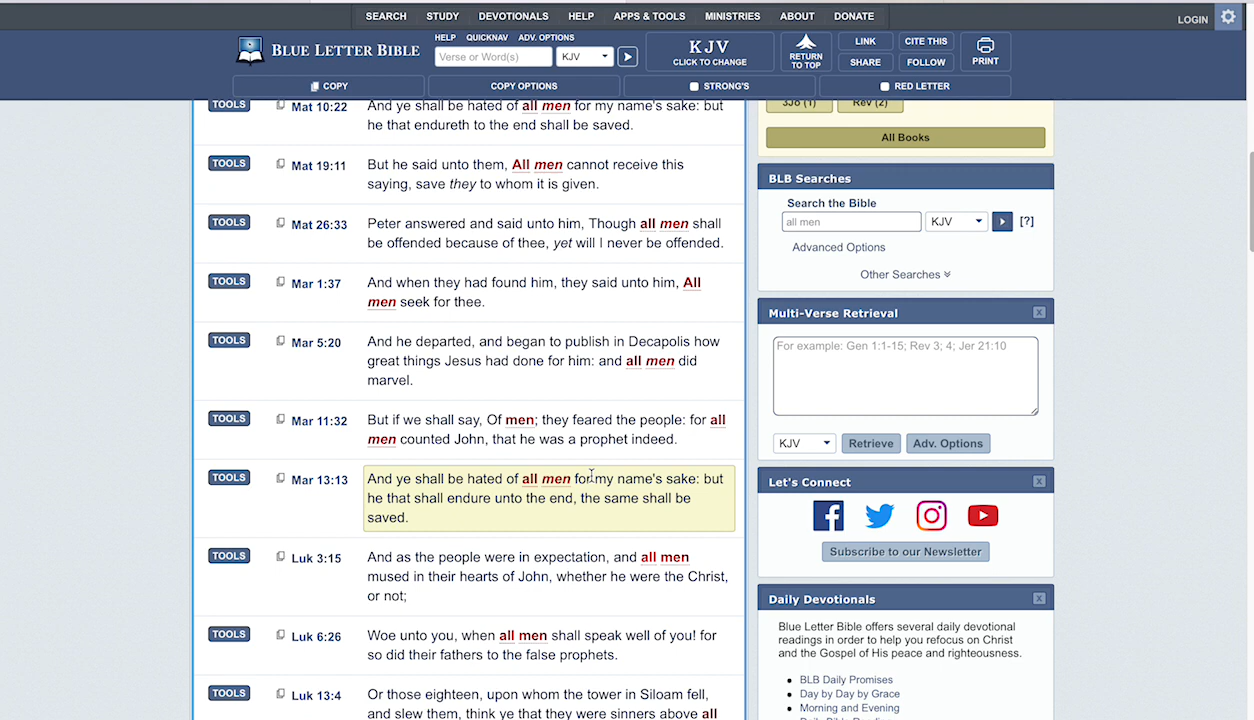 SEARCH STUDY DEVOTIONALS HELP APPS & TOOLS MINISTRIES ABOUT DONATE
LOGIN
BLUE LETTER BIBLE
HELP QUICKNAV ADV. OPTIONS
Verse or Word(s) KJV
KJV
CLICK TO CHANGE
RETURN
TO TOP
LINK CITE THIS
SHARE FOLLOW
PRINT
COPY COPY OPTIONS STRONG'S RED LETTER
TOOLS Mat 10:22 And ye shall be hated of all men for my name's sake: but
he that endureth to the end shall be saved.
TOOLS Mat 19:11 But he said unto them, All men cannot receive this
saying, save they to whom it is given.
TOOLS Mat 26:33 Peter answered and said unto him, Though all men shall
be offended because of thee, yet will I never be offended.
TOOLS Mar 1:37 And when they had found him, they said unto him, All
men seek for thee.
TOOLS Mar 5:20 And he departed, and began to publish in Decapolis how
great things Jesus had done for him: and all men did
marvel.
TOOLS Mar 11:32 But if we shall say, Of men; they feared the people: for all
men counted John, that he was a prophet indeed.
TOOLS Mar 13:13 And ye shall be hated of all men for my name's sake: but
he that shall endure unto the end, the same shall be
saved.
TOOLS Luk 3:15 And as the people were in expectation, and all men
mused in their hearts of John, whether he were the Christ,
or not;
TOOLS Luk 6:26 Woe unto you, when all men shall speak well of you! for
so did their fathers to the false prophets.
TOOLS Luk 13:4 Or those eighteen, upon whom the tower in Siloam fell,
and slew them, think ye that they were sinners above all
3Jo (1) Rev (2)
All Books
BLB Searches
Search the Bible
all men KJV [?]
Advanced Options
Other Searches
Multi-Verse Retrieval x
For example: Gen 1:1-15; Rev 3; 4; Jer 21:10
KJV Retrieve Adv. Options
Let's Connect x
Subscribe to our Newsletter
Daily Devotionals x
Blue Letter Bible offers several daily devotional
readings in order to help you refocus on Christ
and the Gospel of His peace and righteousness.
BLB Daily Promises
Day by Day by Grace
Morning and Evening